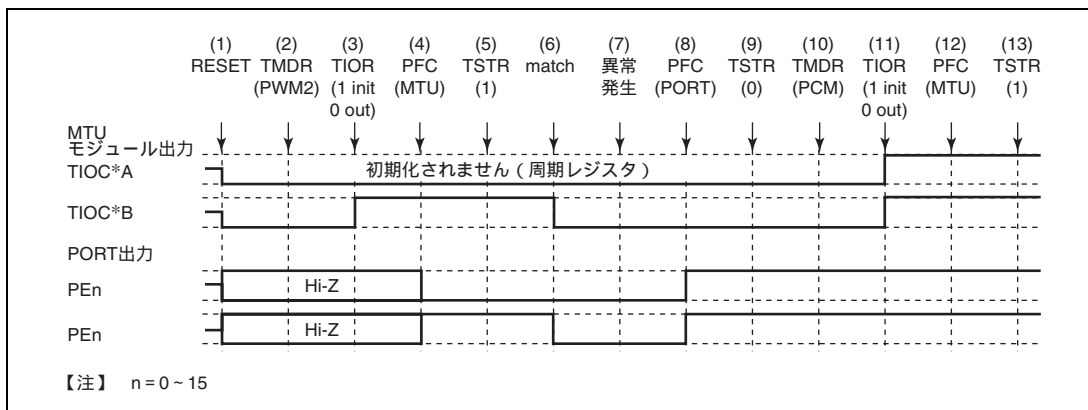 (1) (2) (3) (4) (5) (6) (7) (8) (9) (10) (11) (12) (13)
RESET TMDR TIOR PFC TSTR match 異常 PFC TSTR TMDR TIOR PFC TSTR
(PWM2) (1 init (MTU) (1) 発生 (PORT) (0) (PCM) (1 init (MTU) (1)
0 out) 0 out)
MTU
モジュール出力
TIOC*A 初期化されません（周期レジスタ）
TIOC*B
PORT出力
PEn Hi-Z
PEn Hi-Z
【注】 n = 0 ~ 15